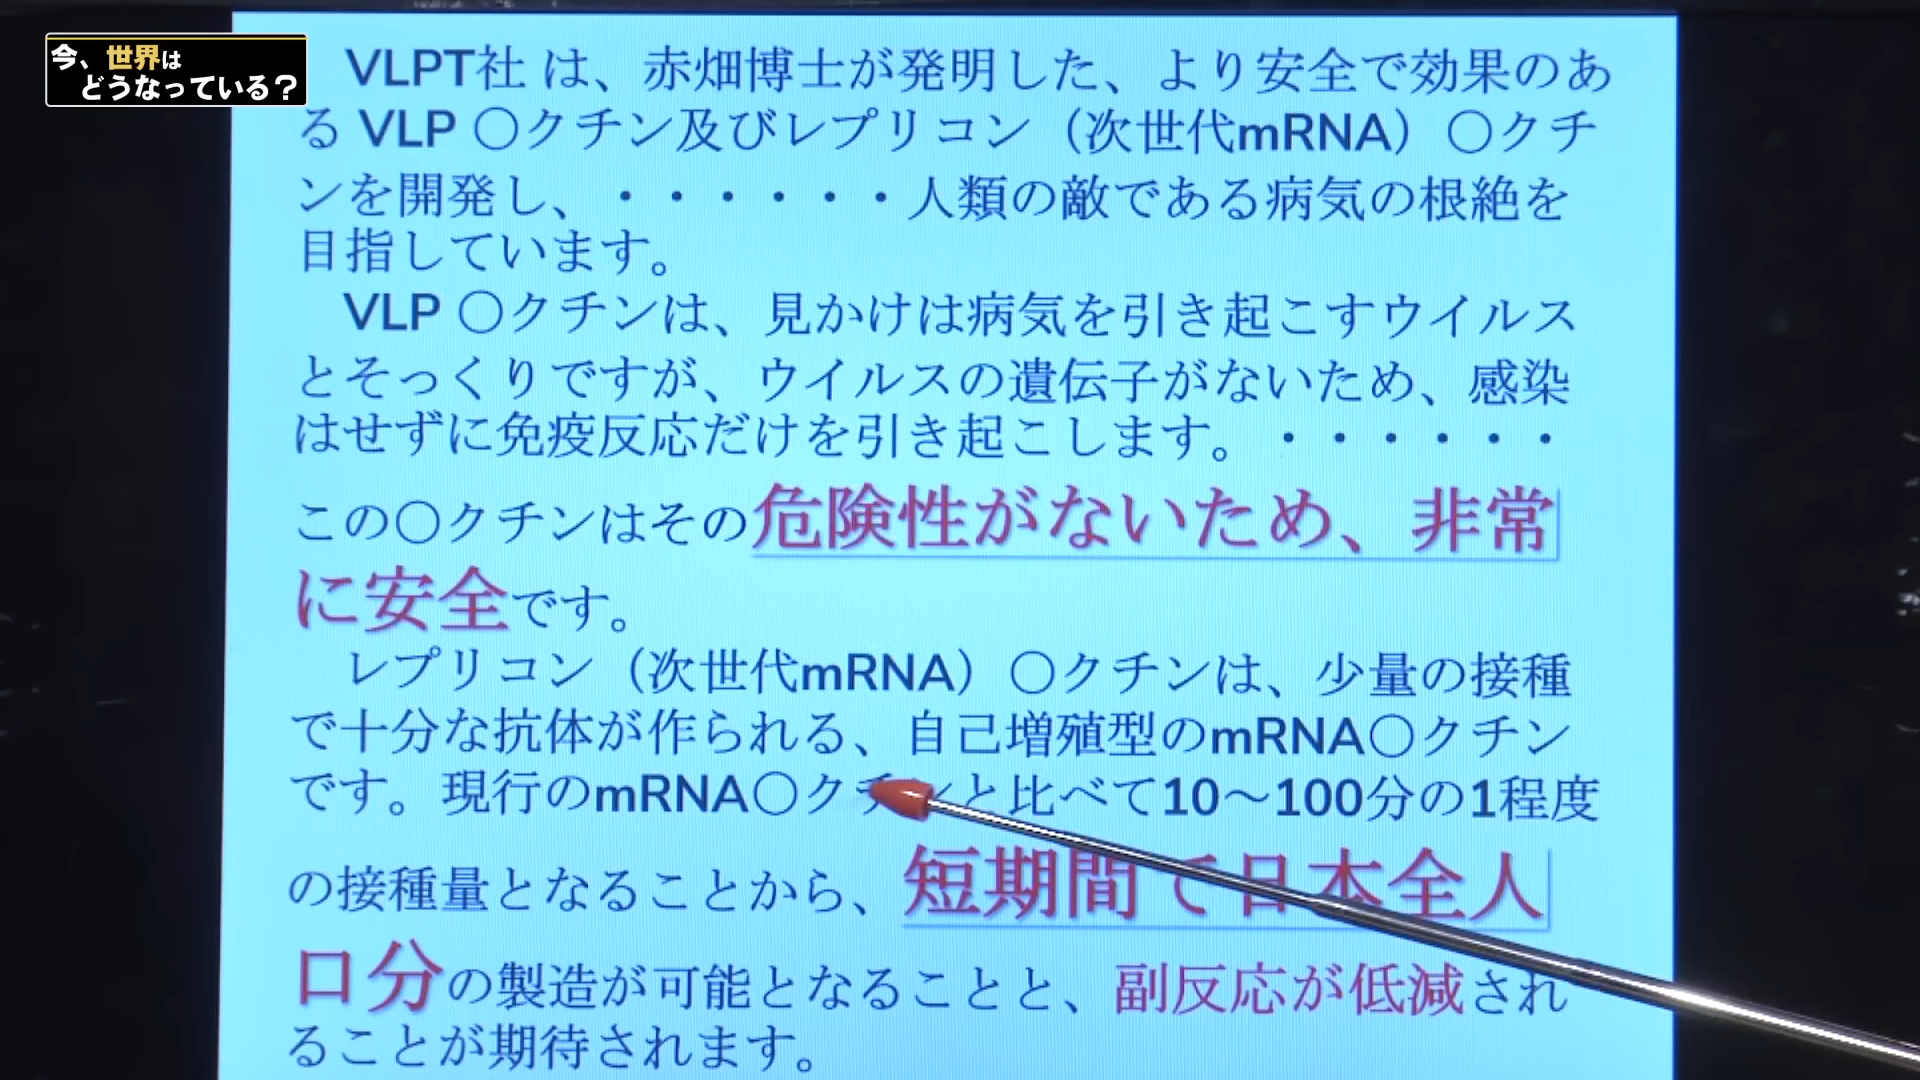 今、世界は
どうなっている?
VLPT社 は、赤畑博士が発明した、より安全で効果のあ
る VLP 〇クチン及びレプリコン（次世代mRNA）〇クチ
ンを開発し、・・・・・・人類の敵である病気の根絶を
目指しています。
VLP 〇クチンは、見かけは病気を引き起こすウイルス
とそっくりですが、ウイルスの遺伝子がないため、感染
はせずに免疫反応だけを引き起こします。・・・・・・
この〇クチンはその危険性がないため、非常
に安全です。
レプリコン（次世代mRNA）〇クチンは、少量の接種
で十分な抗体が作られる、自己増殖型のmRNA〇クチン
です。現行のmRNA〇クチンと比べて10～100分の1程度
の接種量となることから、短期間で日本全人
口分の製造が可能となることと、副反応が低減され
ることが期待されます。